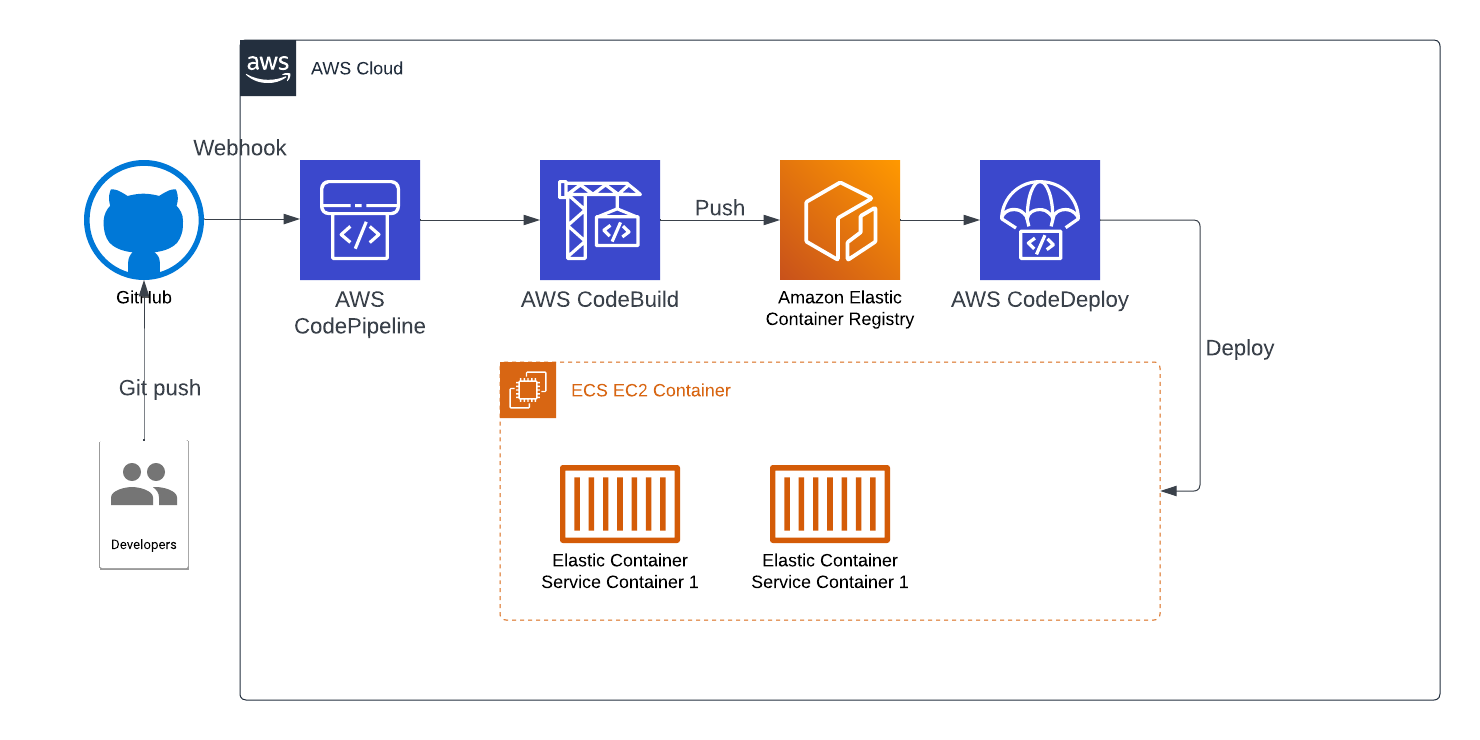 aws
AWS Cloud
Webhook
GitHub
AWS
CodePipeline
</>
AWS CodeBuild
</>
Push
Amazon Elastic
Container Registry
AWS CodeDeploy
</>
Deploy
Git push
Developers
ECS EC2 Container
Elastic Container
Service Container 1
Elastic Container
Service Container 1